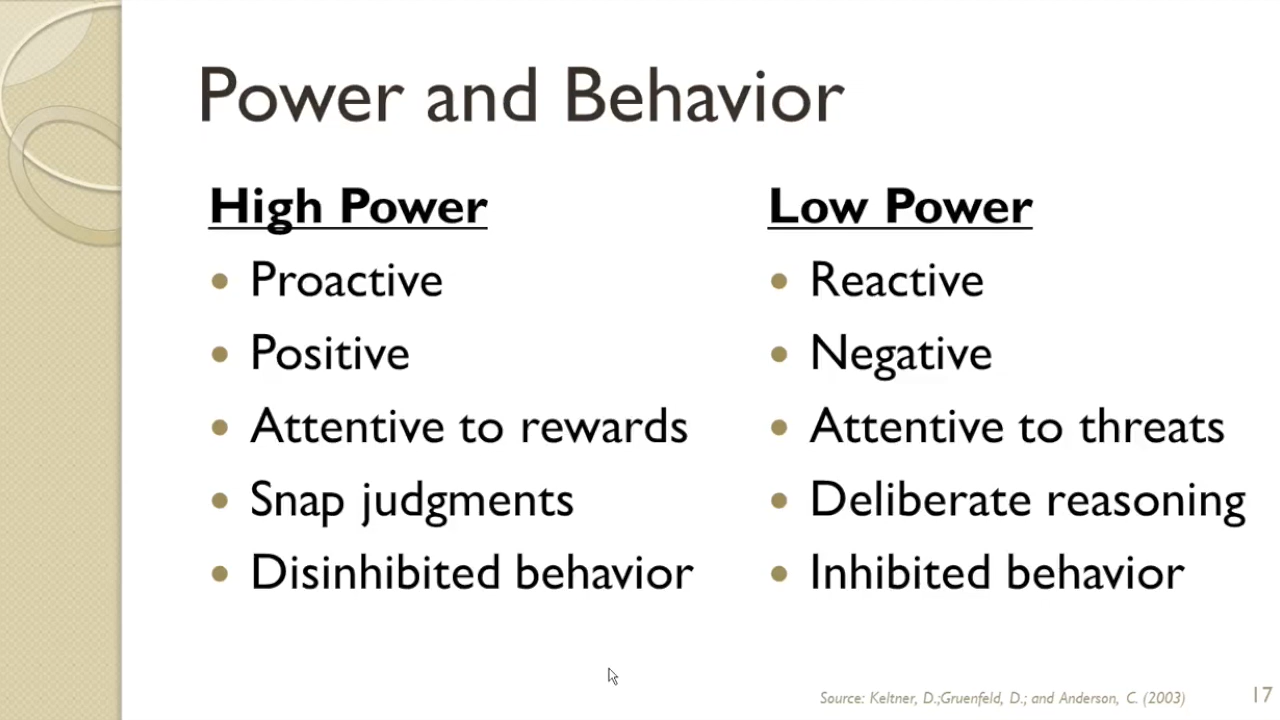 Power and Behavior
High Power
Proactive
Positive
Attentive to rewards
Snap judgments
Disinhibited behavior
Low Power
Reactive
Negative
Attentive to threats
Deliberate reasoning
Inhibited behavior
Source: Keltner, D.;Gruenfeld, D.; and Anderson, C. (2003)
17